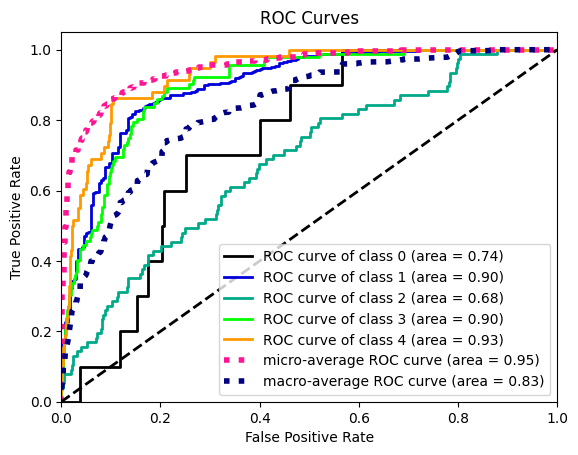 ROC Curves
True Positive Rate
1.0
0.8
0.6
0.4
0.2
0.0
ROC curve of class 0 (area = 0.74)
ROC curve of class 1 (area = 0.90)
ROC curve of class 2 (area = 0.68)
ROC curve of class 3 (area = 0.90)
ROC curve of class 4 (area = 0.93)
micro-average ROC curve (area = 0.95)
macro-average ROC curve (area = 0.83)
0.0 0.2 0.4 0.6 0.8 1.0
False Positive Rate